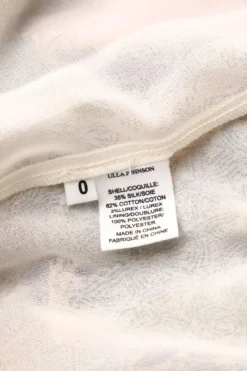 ULLA JOHNSON
0
SHELL/COQUILLE:
35% SILK/SOIE
62% COTTON/COTON
3% LUREX / LUREX
LINING/DOUBLURE:
100% POLYESTER/
POLYESTER
MADE IN CHINA
FABRIQUÉ EN CHINE